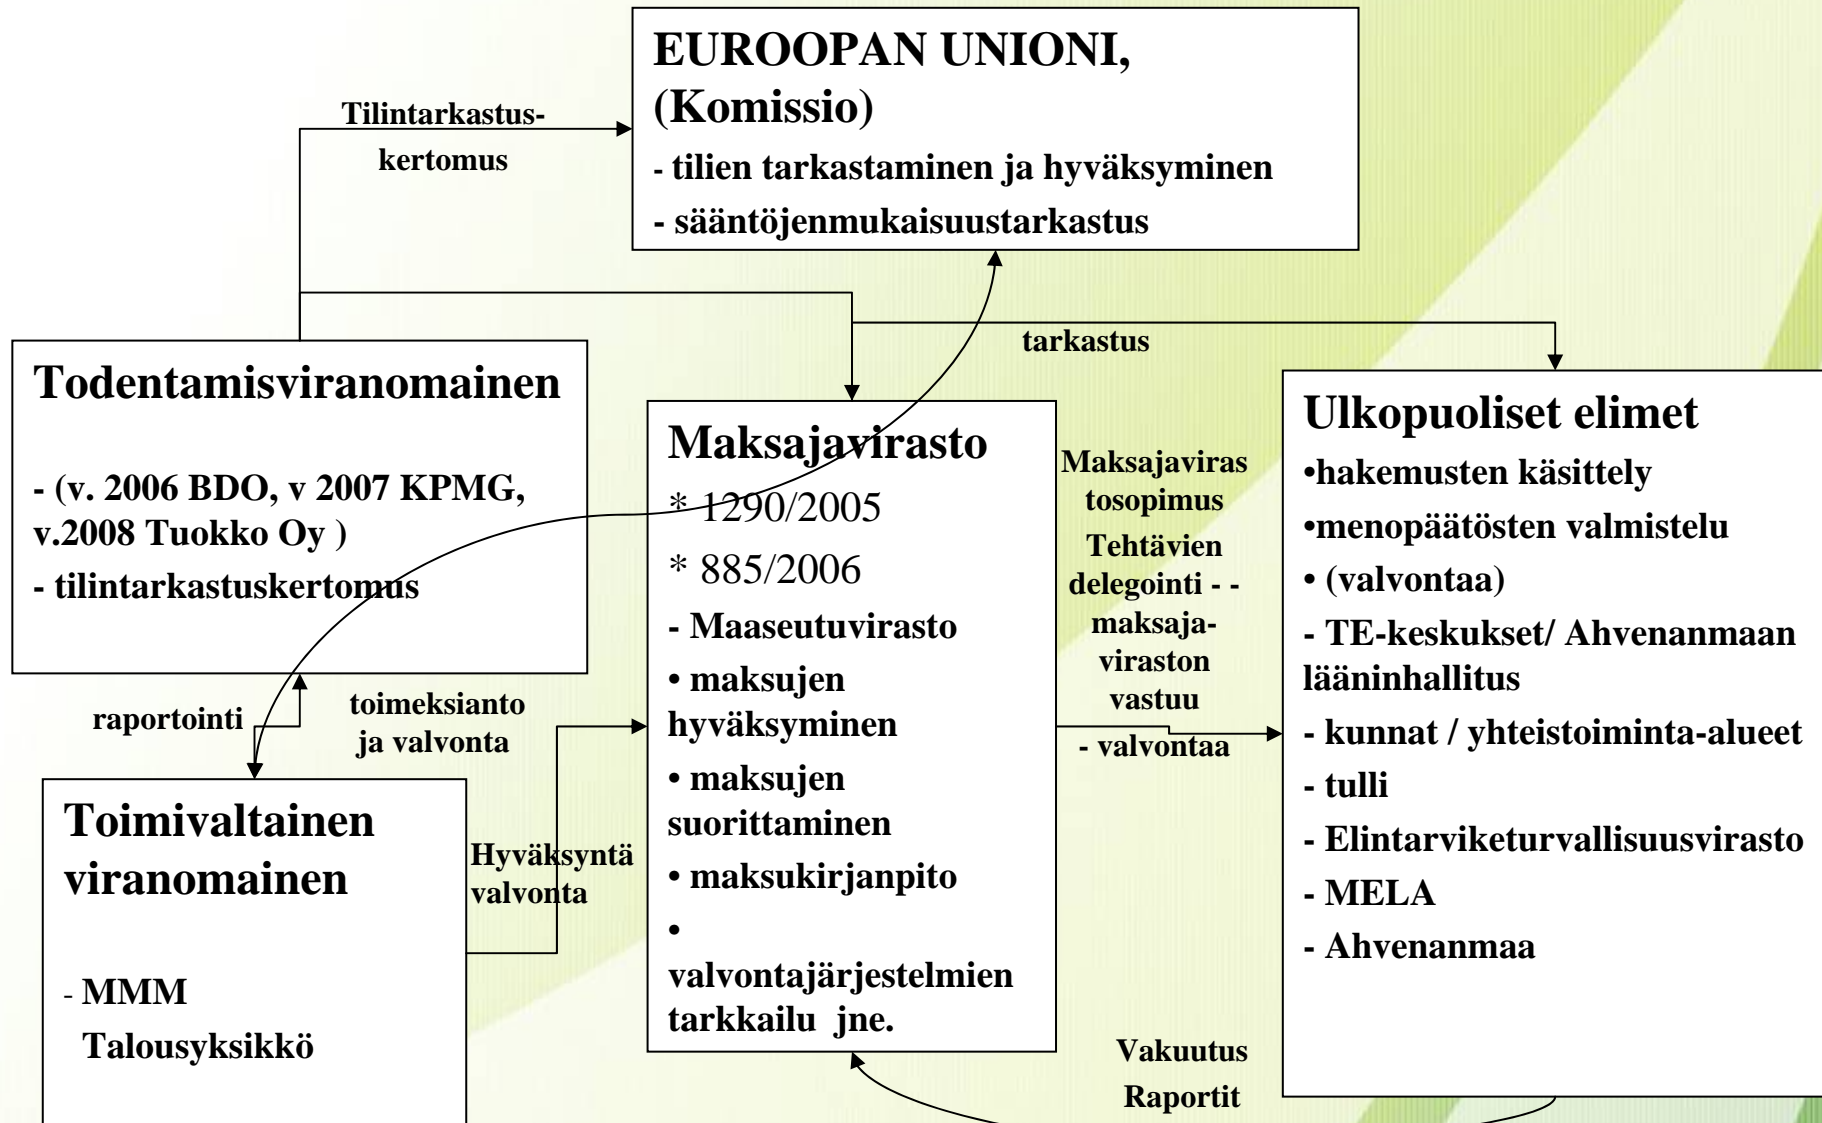 EUROOPAN UNIONI,
(Komissio)
- tilien tarkastaminen ja hyväksyminen
- sääntöjenmukaisuustarkastus
Tilintarkastus-
kertomus
tarkastus
Todentamisviranomainen
- (v. 2006 BDO, v 2007 KPMG,
v.2008 Tuokko Oy )
- tilintarkastuskertomus
raportointi
toimeksianto
ja valvonta
Toimivaltainen
viranomainen
- MMM
Talousyksikkö
Hyväksyntä
valvonta
Maksajavirasto
* 1290/2005
* 885/2006
- Maaseutuvirasto
• maksujen
hyväksyminen
• maksujen
suorittaminen
• maksukirjanpito
•
valvontajärjestelmien
tarkkailu jne.
Maksajaviras
tosopimus
Tehtävien
delegointi - -
maksaja-
viraston
vastuu
- valvontaa
Ulkopuoliset elimet
•hakemusten käsittely
•menopäätösten valmistelu
• (valvontaa)
- TE-keskukset/ Ahvenanmaan
lääninhallitus
- kunnat / yhteistoiminta-alueet
- tulli
- Elintarviketurvallisuusvirasto
- MELA
- Ahvenanmaa
Vakuutus
Raportit